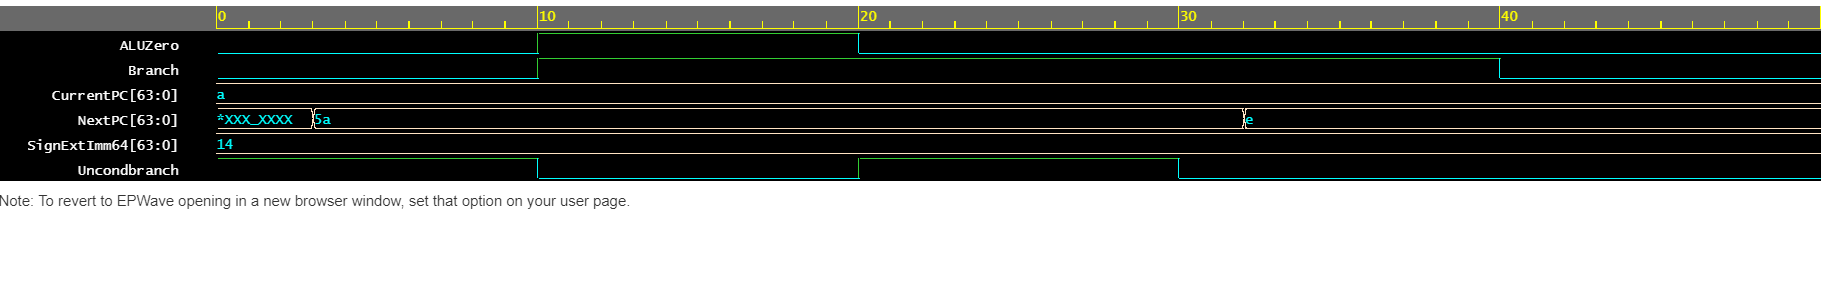 0 10 20 30 40
ALUZero
Branch
CurrentPC[63:0] a
NextPC[63:0] *XXX_XXXX 5a e
SignExtImm64[63:0] 14
Uncondbranch
Note: To revert to EPWave opening in a new browser window, set that option on your user page.